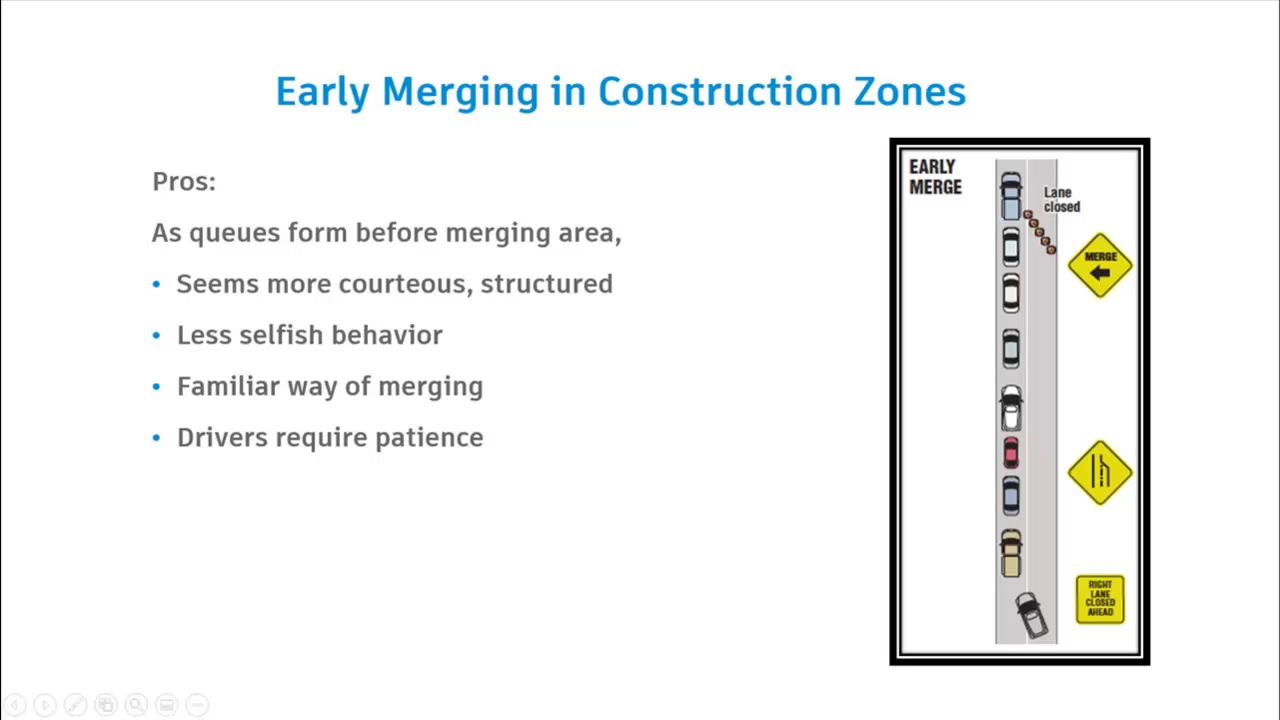 Early Merging in Construction Zones
Pros:
As queues form before merging area,
• Seems more courteous, structured
• Less selfish behavior
• Familiar way of merging
• Drivers require patience
EARLY
MERGE
Lane
closed
MERGE
RIGHT
LANE
CLOSED
AHEAD